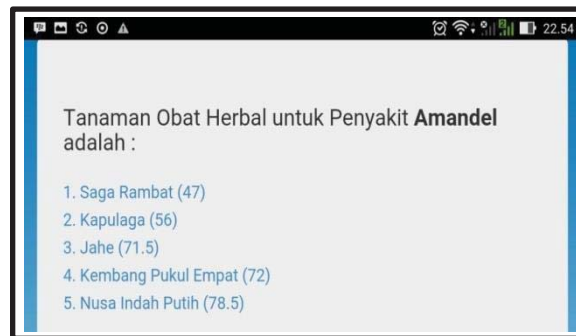 22.54
Tanaman Obat Herbal untuk Penyakit Amandel
adalah :
1. Saga Rambat (47)
2. Kapulaga (56)
3. Jahe (71.5)
4. Kembang Pukul Empat (72)
5. Nusa Indah Putih (78.5)